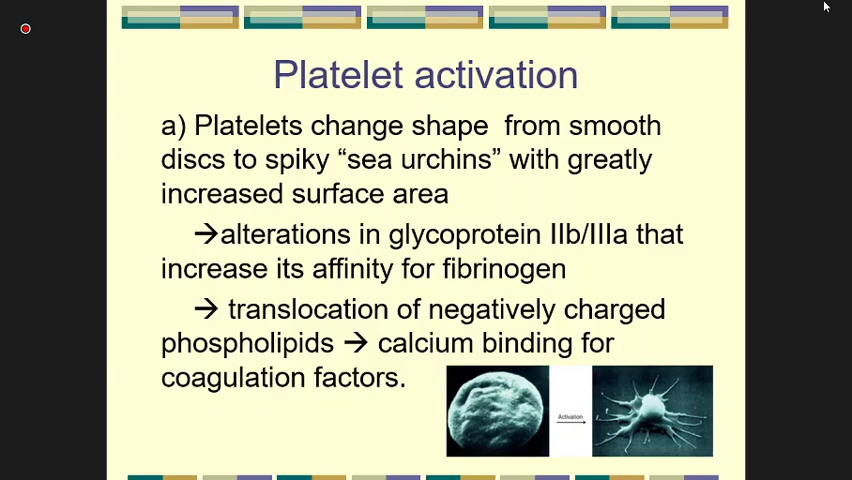 Platelet activation
a) Platelets change shape  from smooth
discs to spiky “sea urchins” with greatly
increased surface area
→alterations in glycoprotein IIb/IIIa that
increase its affinity for fibrinogen
→ translocation of negatively charged
phospholipids → calcium binding for
coagulation factors.
Activation